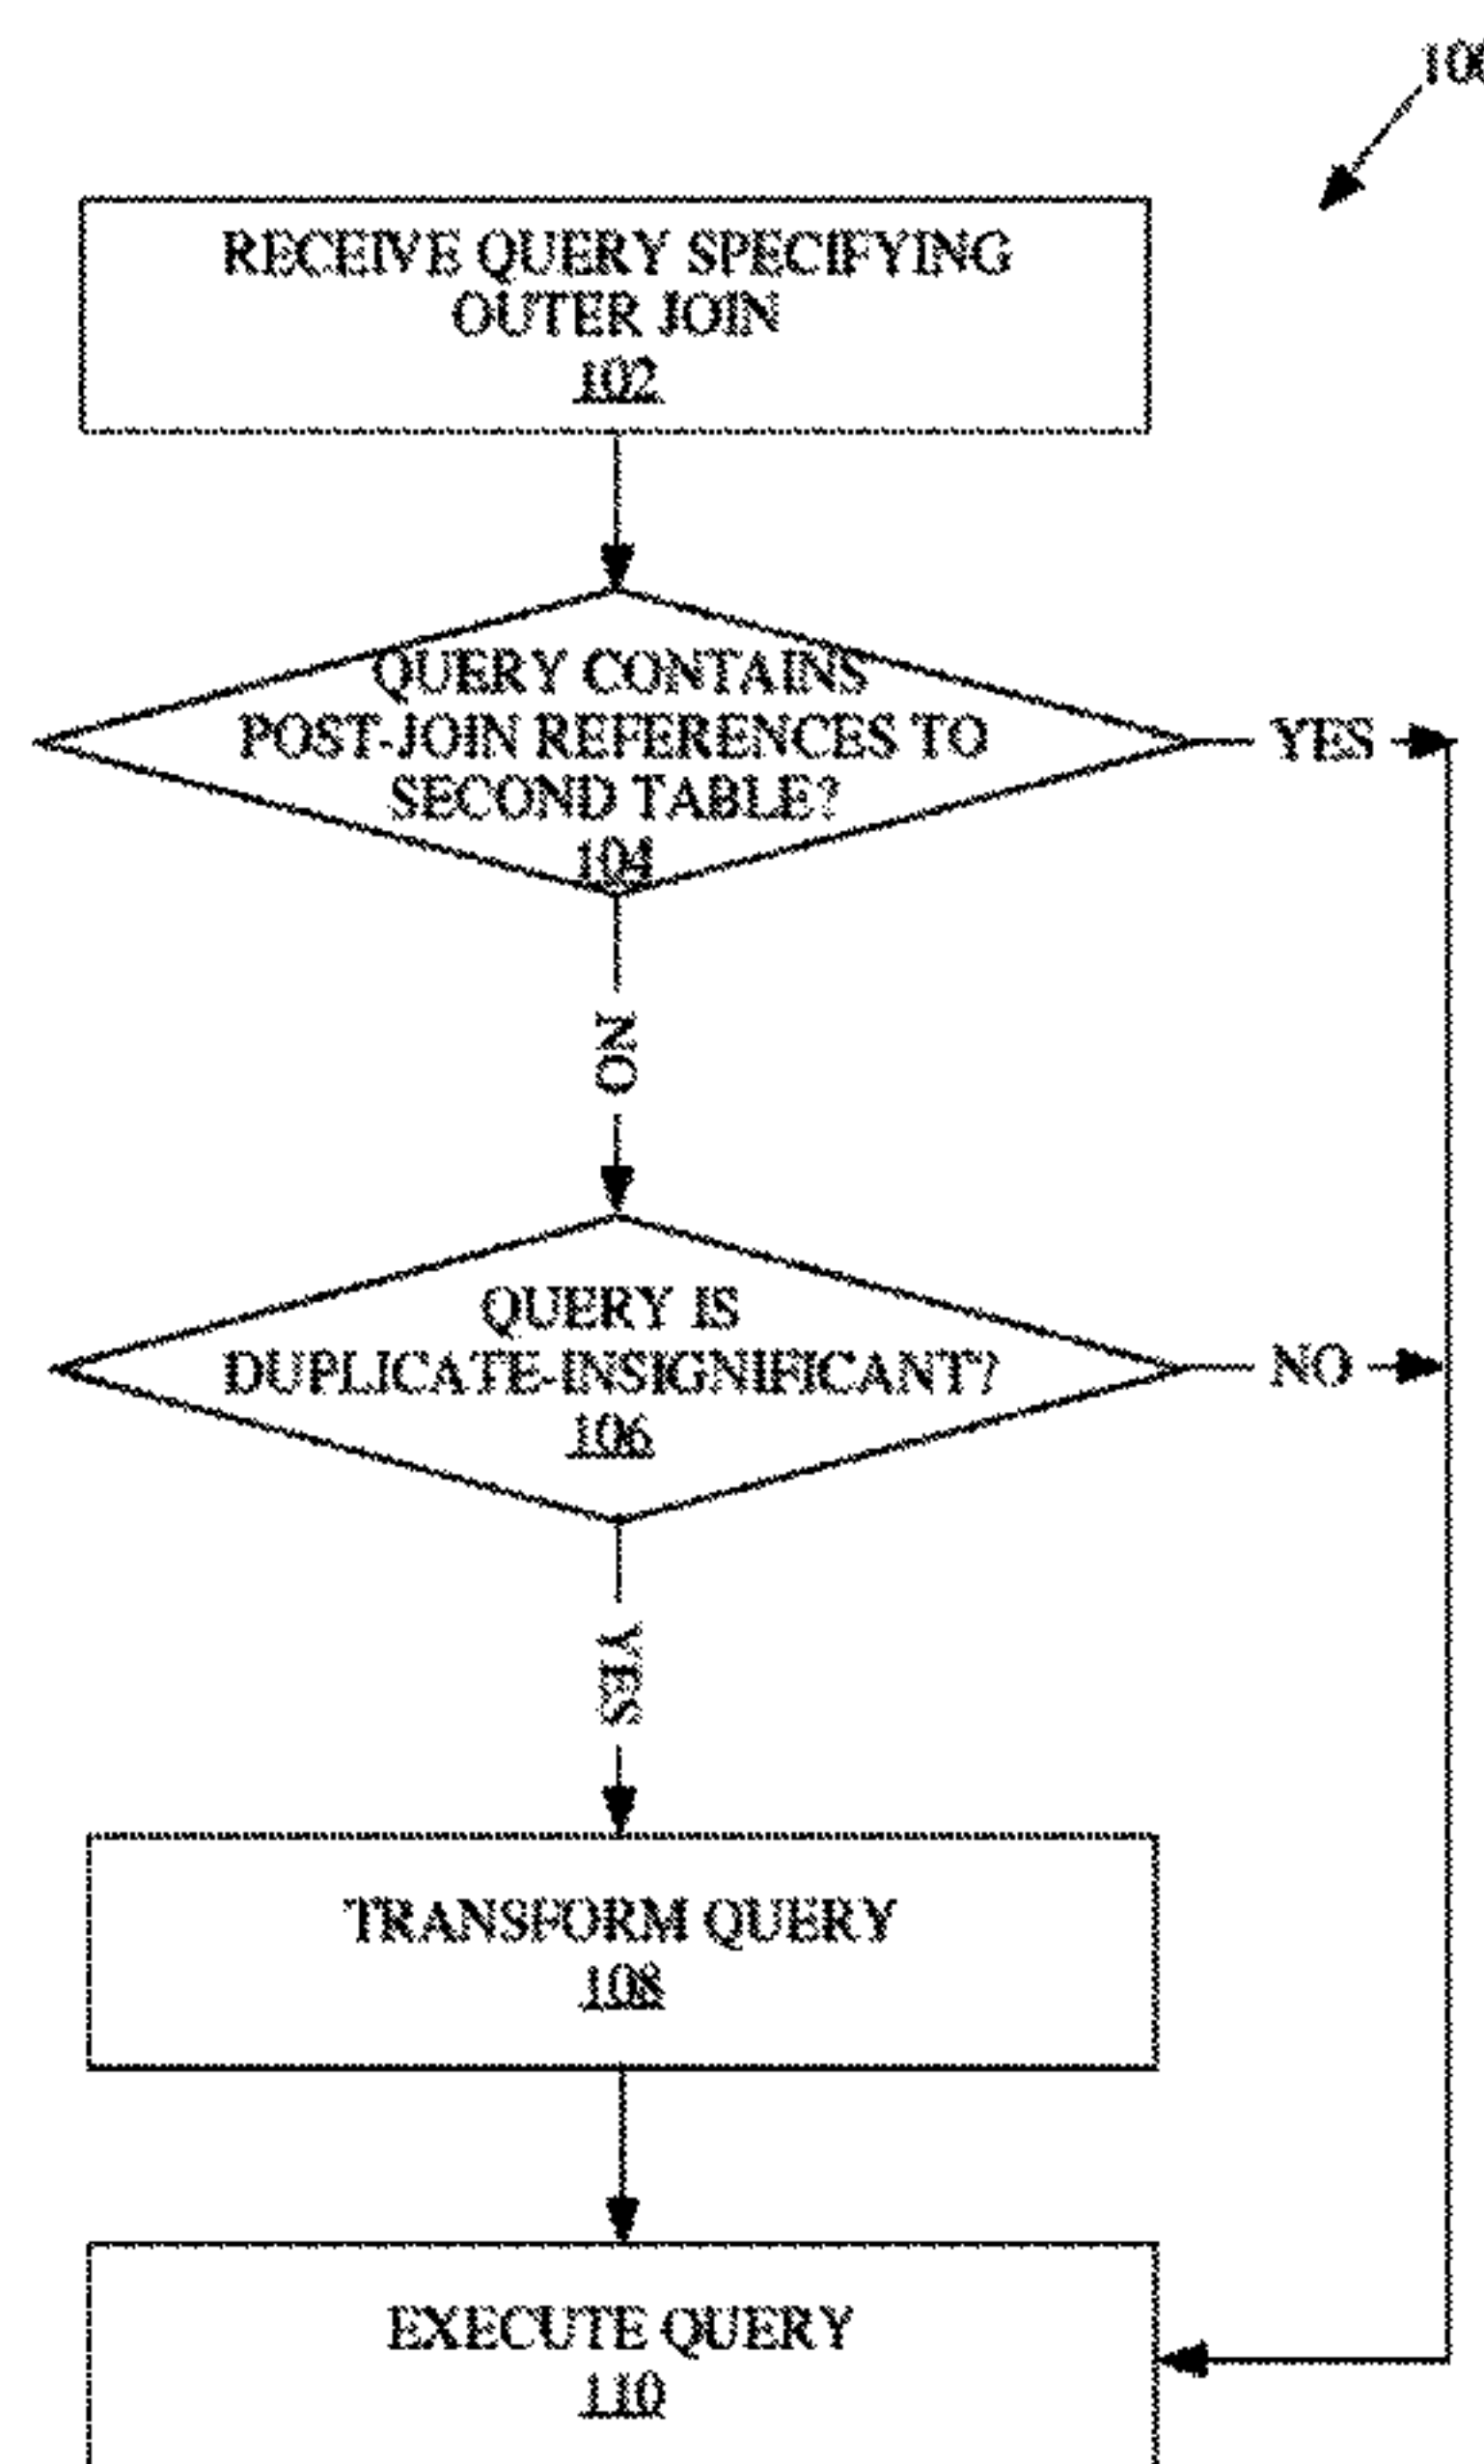 100
RECEIVE QUERY SPECIFYING
OUTER JOIN
102
QUERY CONTAINS
POST-JOIN REFERENCES TO
SECOND TABLE?
104
YES
NO
QUERY IS
DUPLICATE-INSIGNIFICANT?
106
NO
YES
TRANSFORM QUERY
108
EXECUTE QUERY
110